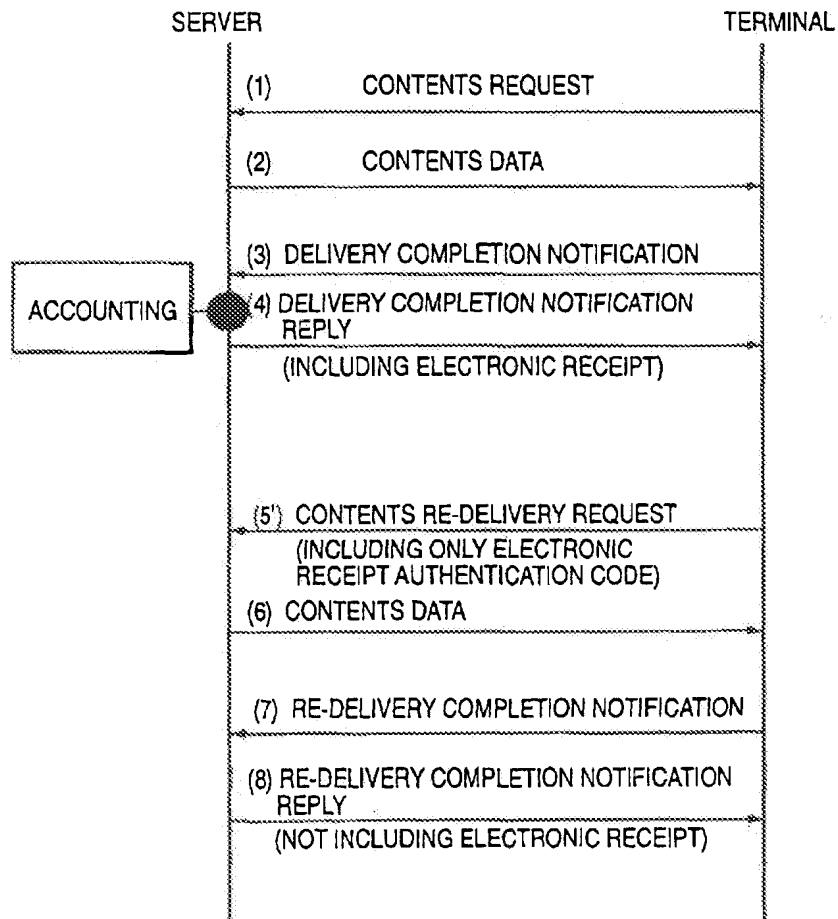 SERVER TERMINAL
(1) CONTENTS REQUEST
(2) CONTENTS DATA
(3) DELIVERY COMPLETION NOTIFICATION
ACCOUNTING
(4) DELIVERY COMPLETION NOTIFICATION
REPLY
(INCLUDING ELECTRONIC RECEIPT)
(5') CONTENTS RE-DELIVERY REQUEST
(INCLUDING ONLY ELECTRONIC
RECEIPT AUTHENTICATION CODE)
(6) CONTENTS DATA
(7) RE-DELIVERY COMPLETION NOTIFICATION
(8) RE-DELIVERY COMPLETION NOTIFICATION
REPLY
(NOT INCLUDING ELECTRONIC RECEIPT)